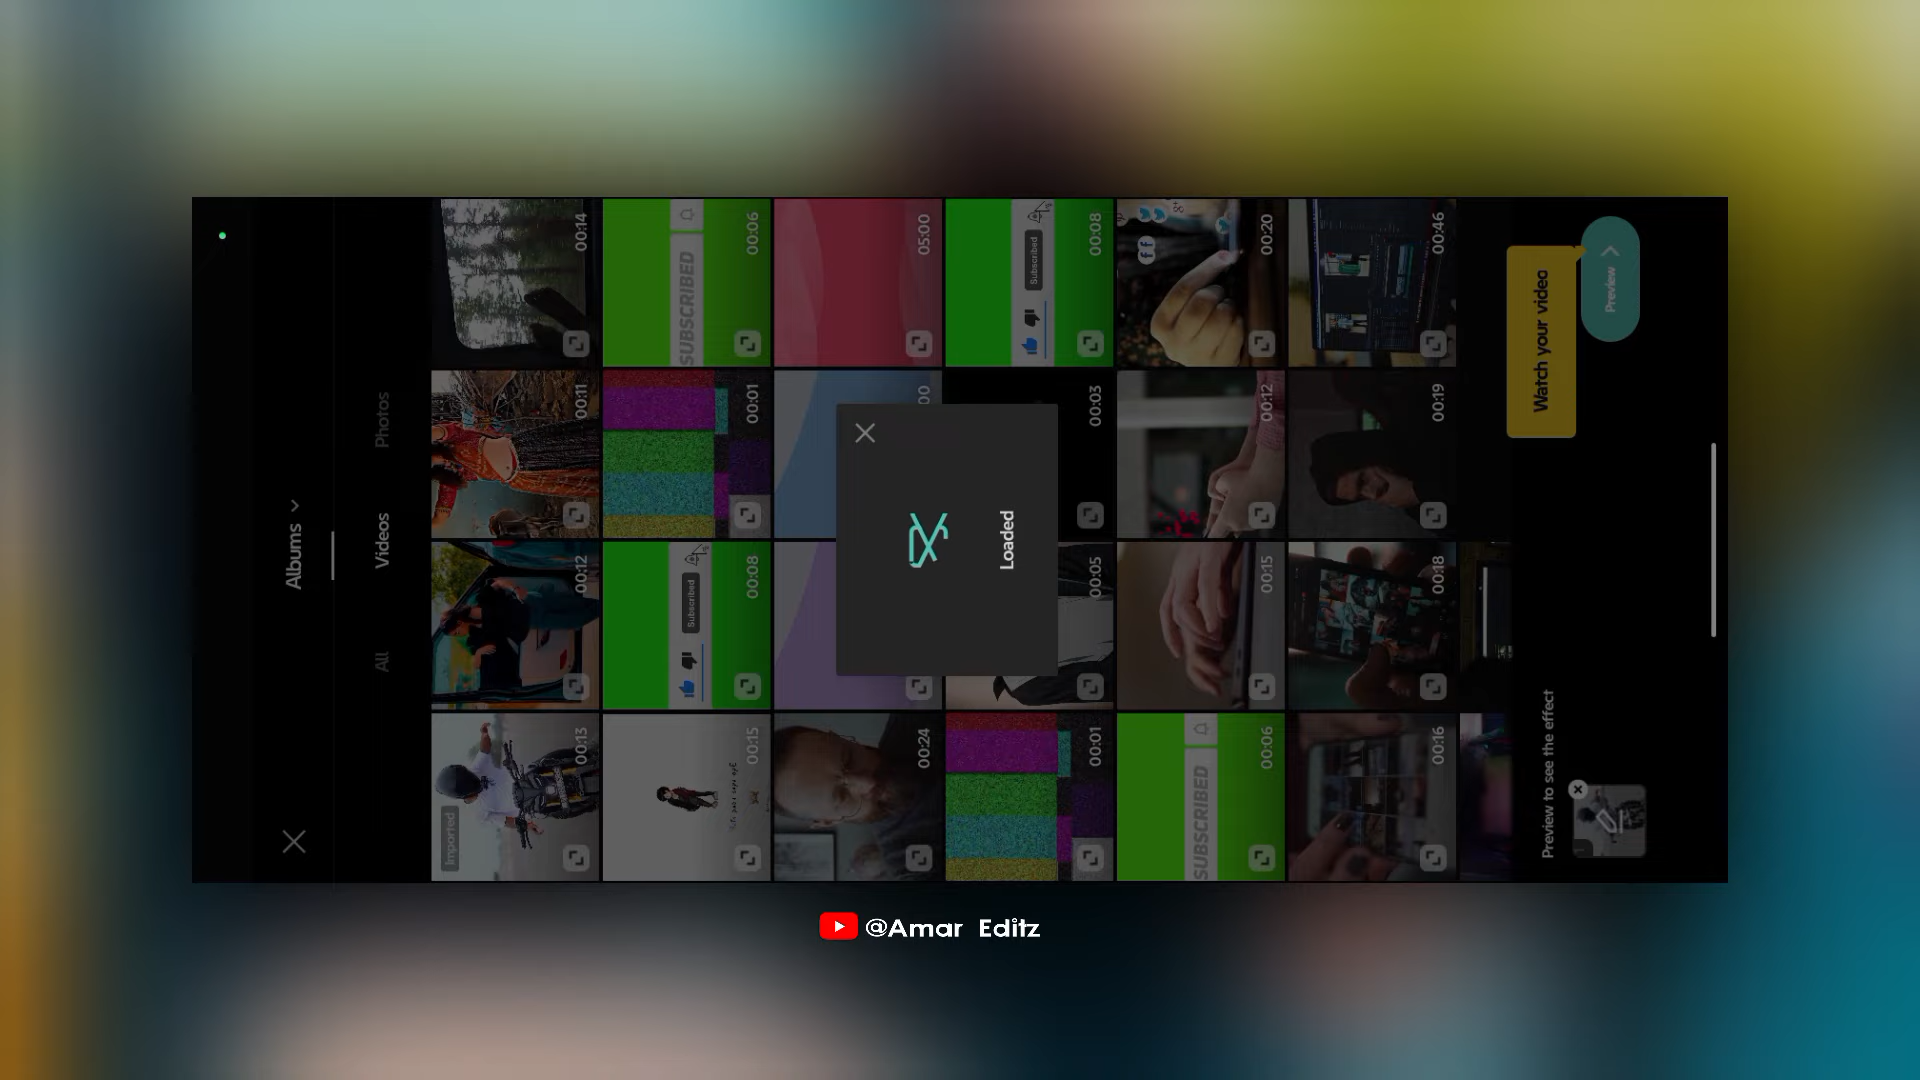 Albums
All
Videos
Photos
Imported
00:13
00:12
00:11
00:14
00:15
Subscribed
00:08
00:01
SUBSCRIBED
00:06
00:24
05:00
00:01
00:05
00:03
Subscribed
00:08
SUBSCRIBED
00:06
00:15
00:12
00:20
00:16
00:18
00:19
00:46
Loaded
Preview to see the effect
Watch your video
Preview
@Amar Editz